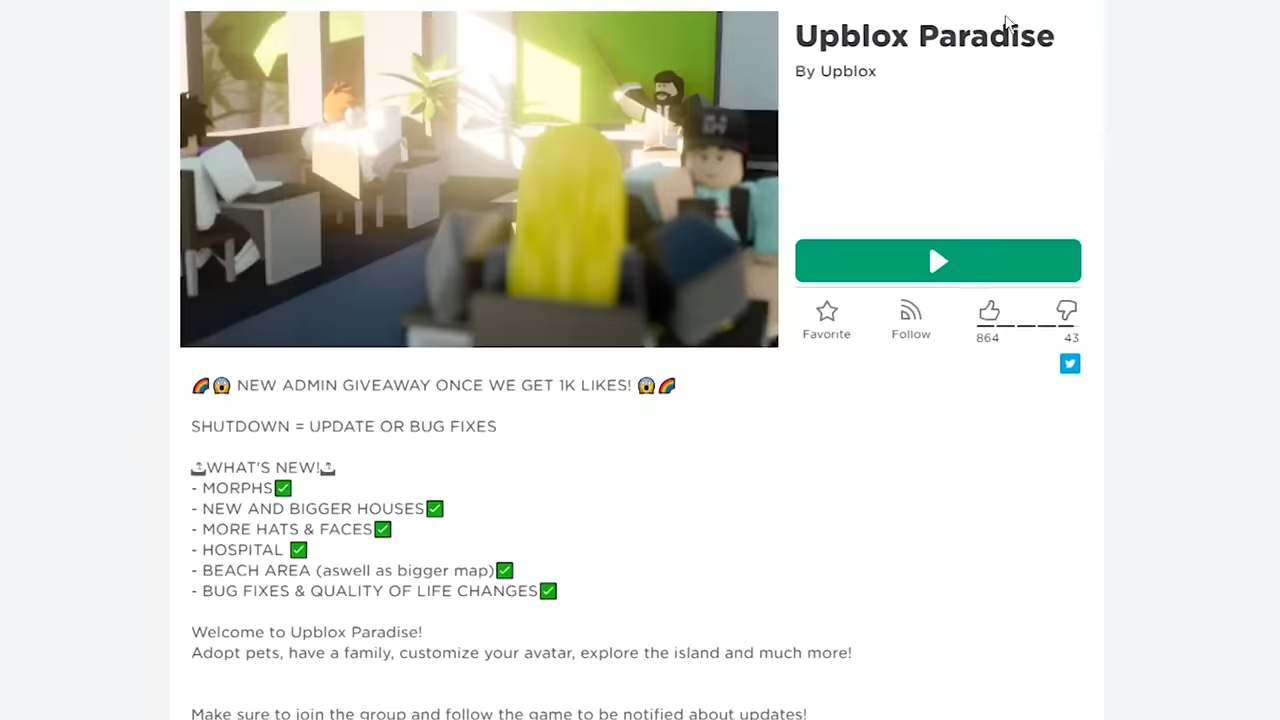 Upblox Paradise
By Upblox
Favorite
Follow
864
43
🌈😱 NEW ADMIN GIVEAWAY ONCE WE GET 1K LIKES! 😱🌈
SHUTDOWN = UPDATE OR BUG FIXES
📤WHAT'S NEW!📤
- MORPHS✅
- NEW AND BIGGER HOUSES✅
- MORE HATS & FACES✅
- HOSPITAL ✅
- BEACH AREA (aswell as bigger map)✅
- BUG FIXES & QUALITY OF LIFE CHANGES✅
Welcome to Upblox Paradise!
Adopt pets, have a family, customize your avatar, explore the island and much more!
Make sure to join the group and follow the game to be notified about updates!